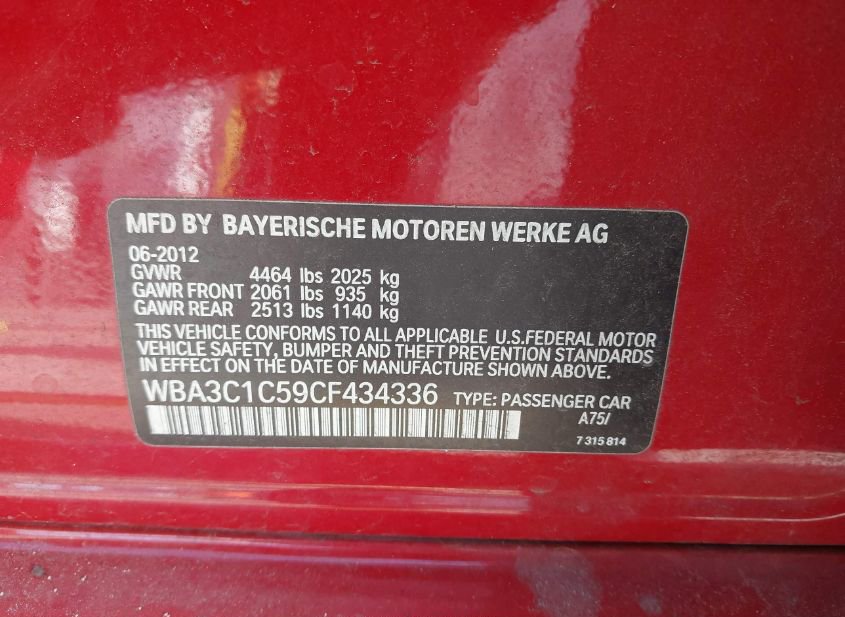 MFD BY BAYERISCHE MOTOREN WERKE AG
06-2012
GVWR 4464 lbs 2025 kg
GAWR FRONT 2061 lbs 935 kg
GAWR REAR 2513 lbs 1140 kg
THIS VEHICLE CONFORMS TO ALL APPLICABLE U.S.FEDERAL MOTOR
VEHICLE SAFETY, BUMPER AND THEFT PREVENTION STANDARDS
IN EFFECT ON THE DATE OF MANUFACTURE SHOWN ABOVE.
WBA3C1C59CF434336 TYPE: PASSENGER CAR
A75/
7 315 814